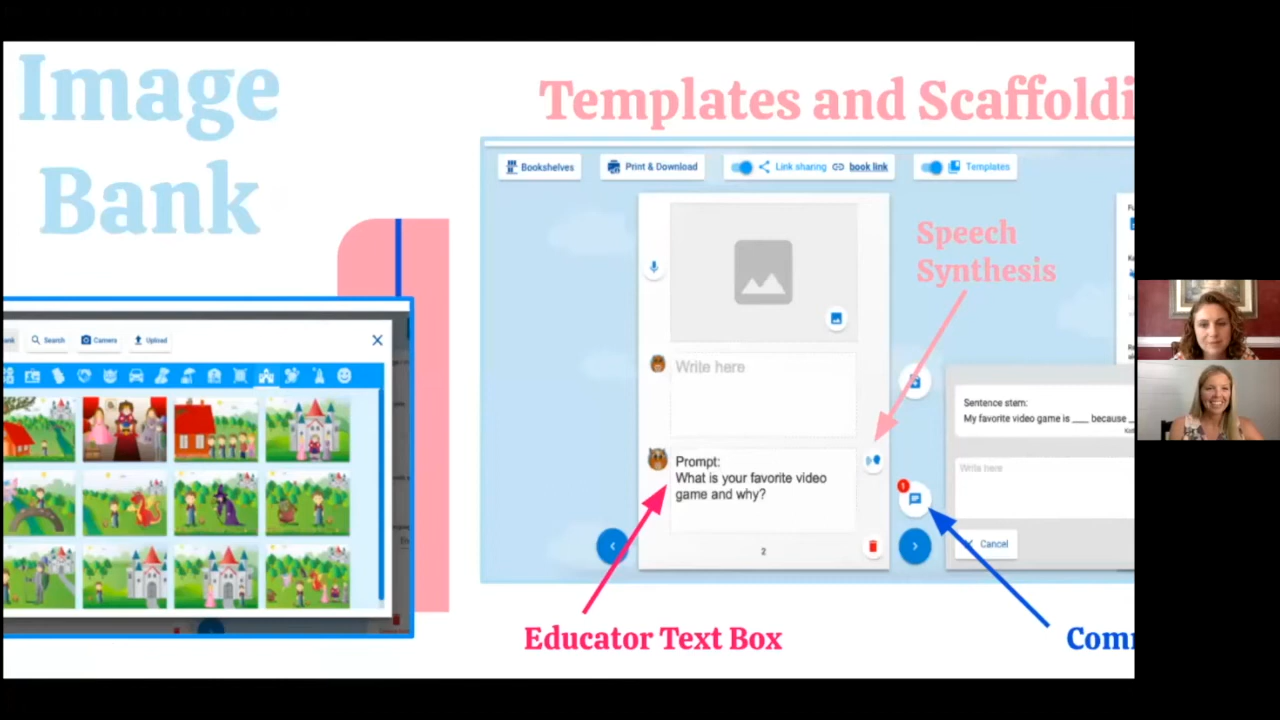 Image
Bank
Search
Camera
Upload
Templates and Scaffoldi
Bookshelves
Print & Download
Link sharing
book link
Templates
Speech
Synthesis
Write here
Prompt:
What is your favorite video
game and why?
2
1
Sentence stem:
My favorite video game is ____ because _
Write here
Cancel
Educator Text Box
Com